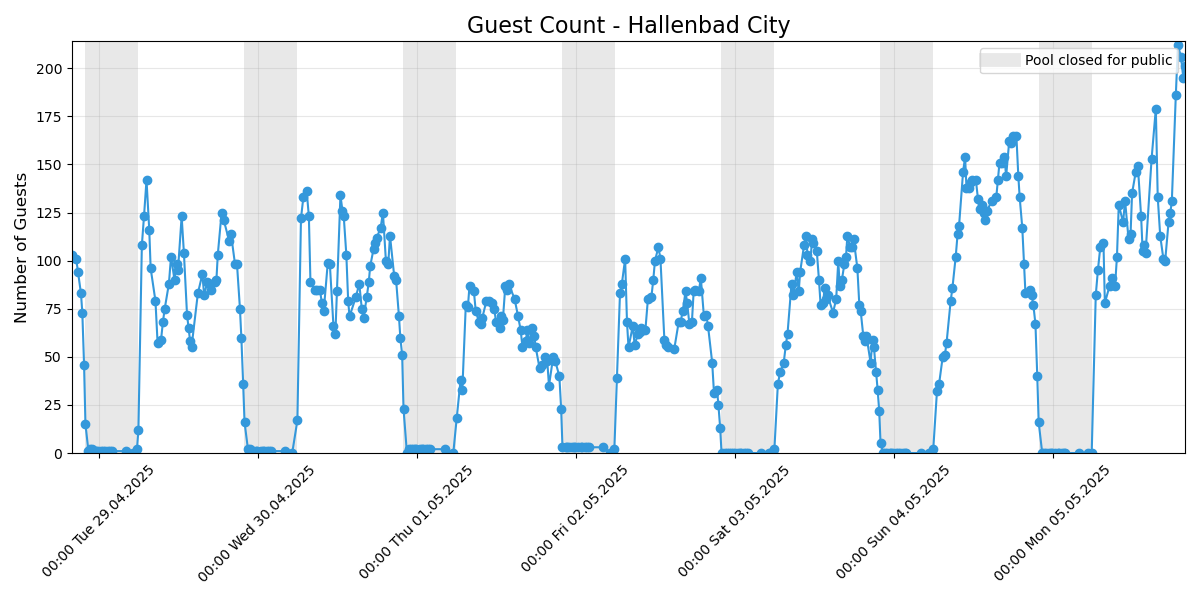 Guest Count - Hallenbad City
Pool closed for public
Number of Guests
200
175
150
125
100
75
50
25
0
00:00 Tue 29.04.2025
00:00 Wed 30.04.2025
00:00 Thu 01.05.2025
00:00 Fri 02.05.2025
00:00 Sat 03.05.2025
00:00 Sun 04.05.2025
00:00 Mon 05.05.2025